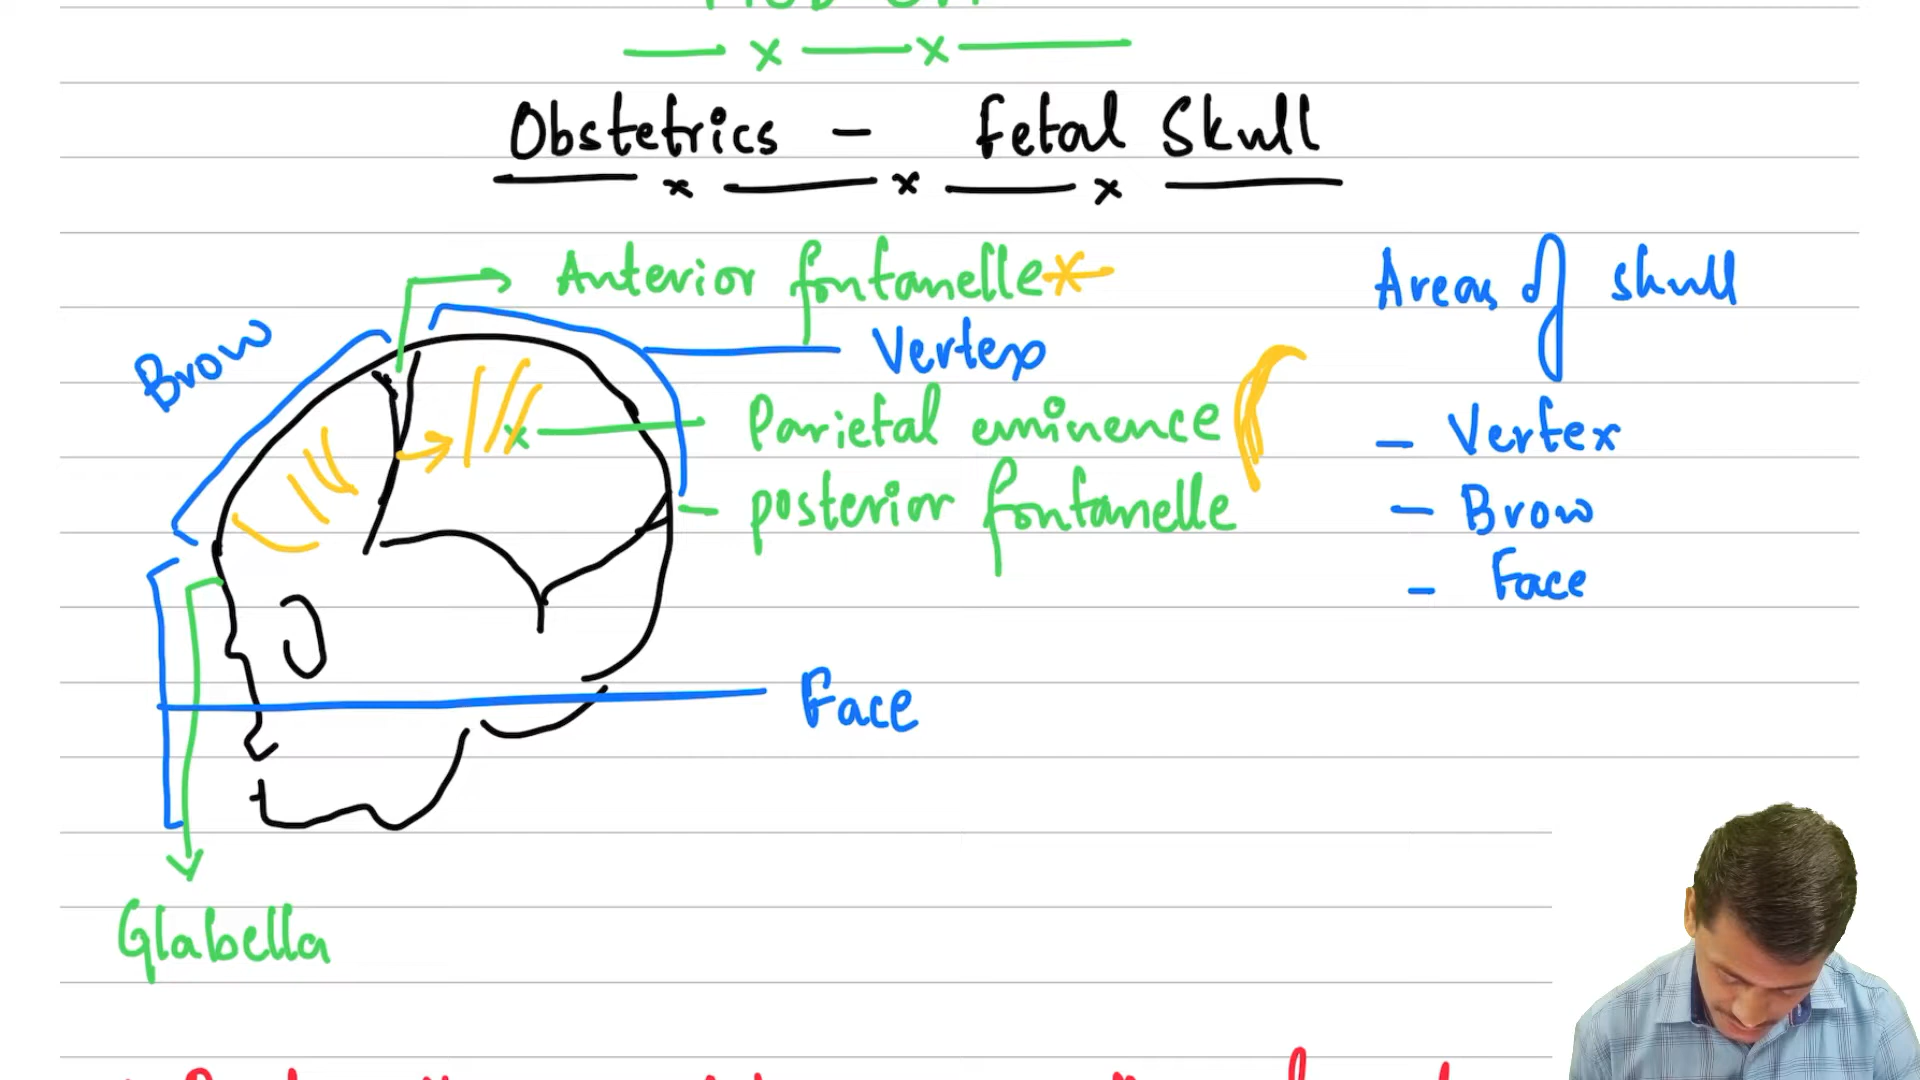 Obstetrics - Fetal Skull
Anterior fontanelle
Areas of skull
Brow
Vertex
Parietal eminence
- Vertex
- posterior fontanelle
- Brow
- Face
Face
Glabella